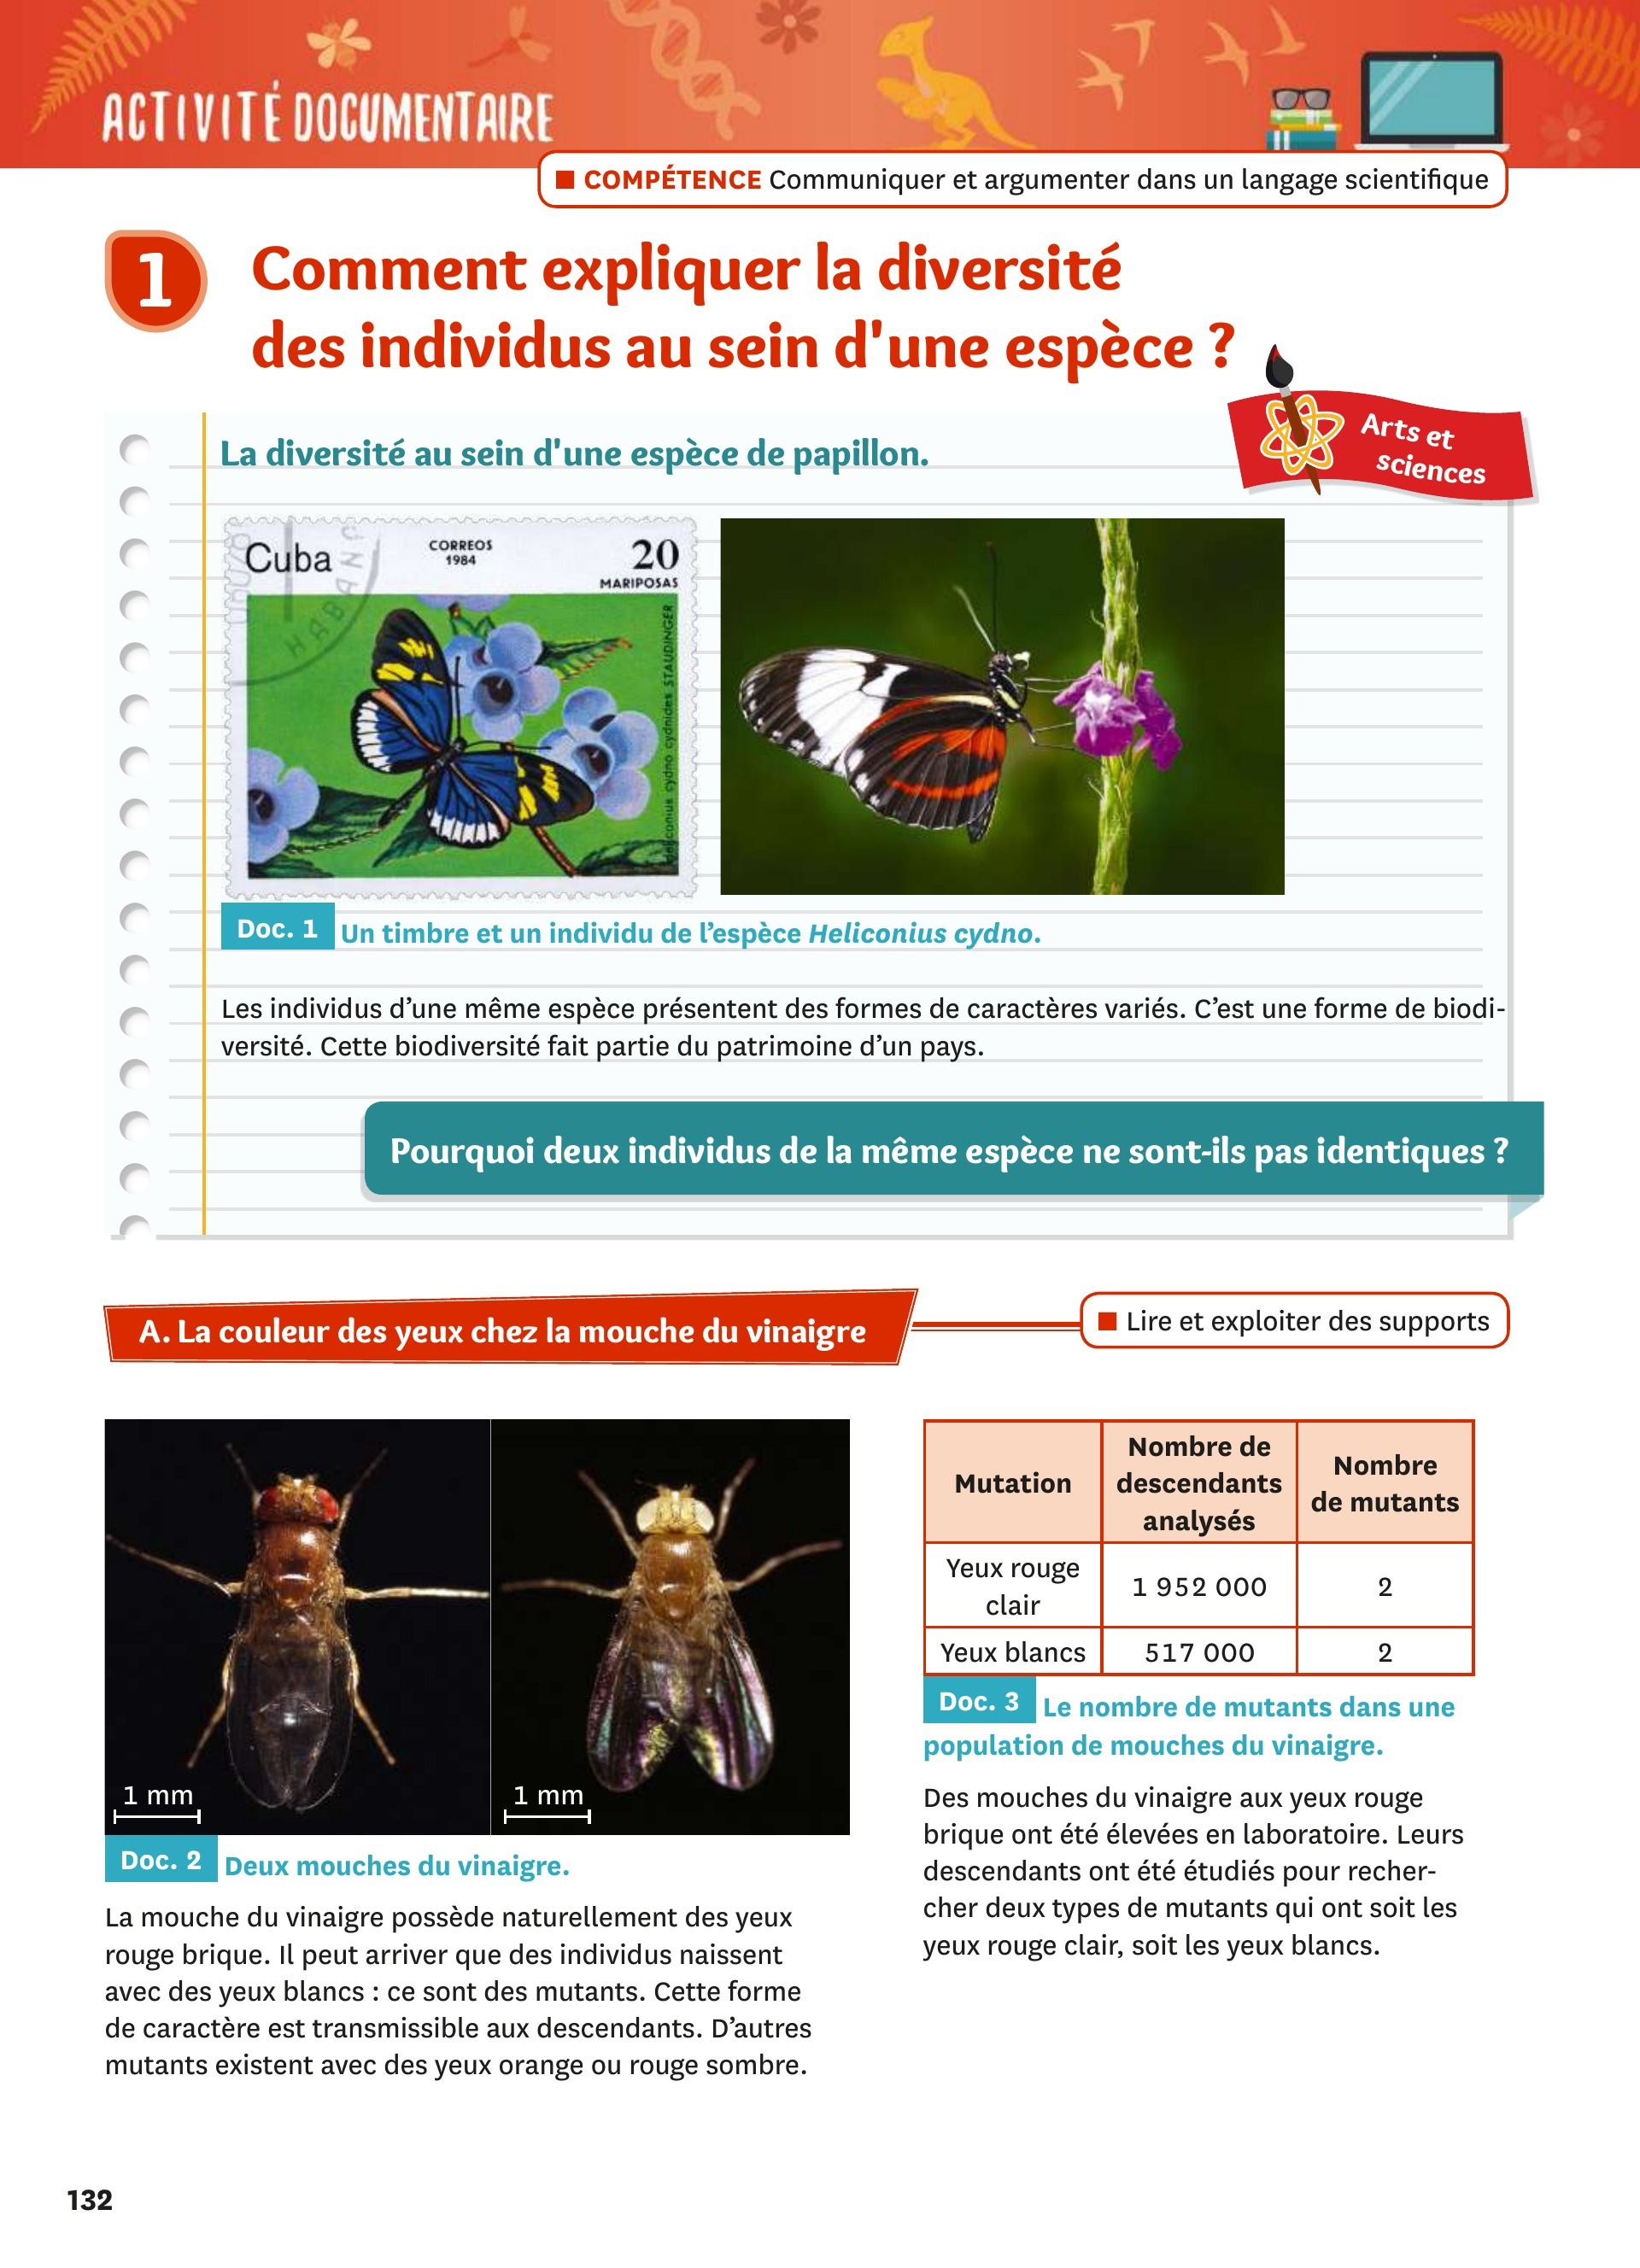 ACTIVITÉ DOCUMENTAIRE
COMPÉTENCE Communiquer et argumenter dans un langage scientifique
1
Comment expliquer la diversité
des individus au sein d'une espèce ?
Arts et
sciences
La diversité au sein d'une espèce de papillon.
Cuba
CORREOS
1984
20
MARIPOSAS
HABANA
cydno cydnides STAUDINGER
Doc. 1 Un timbre et un individu de l’espèce Heliconius cydno.
Les individus d’une même espèce présentent des formes de caractères variés. C’est une forme de biodi-
versité. Cette biodiversité fait partie du patrimoine d’un pays.
Pourquoi deux individus de la même espèce ne sont-ils pas identiques ?
A. La couleur des yeux chez la mouche du vinaigre
Lire et exploiter des supports
1 mm
1 mm
Doc. 2 Deux mouches du vinaigre.
La mouche du vinaigre possède naturellement des yeux
rouge brique. Il peut arriver que des individus naissent
avec des yeux blancs : ce sont des mutants. Cette forme
de caractère est transmissible aux descendants. D’autres
mutants existent avec des yeux orange ou rouge sombre.
Mutation
Nombre de
descendants
analysés
Nombre
de mutants
Yeux rouge
clair
1 952 000
2
Yeux blancs
517 000
2
Doc. 3 Le nombre de mutants dans une
population de mouches du vinaigre.
Des mouches du vinaigre aux yeux rouge
brique ont été élevées en laboratoire. Leurs
descendants ont été étudiés pour recher-
cher deux types de mutants qui ont soit les
yeux rouge clair, soit les yeux blancs.
132